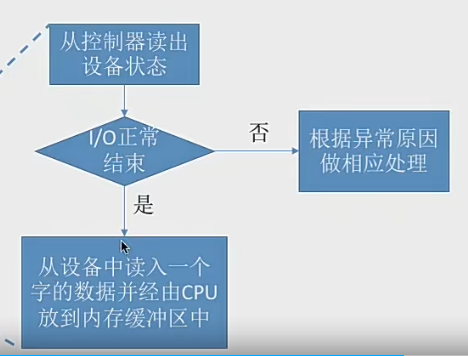 从控制器读出
设备状态
I/O正常
结束
否
根据异常原因
做相应处理
是
从设备中读入一个
字的数据并经由CPU
放到内存缓冲区中